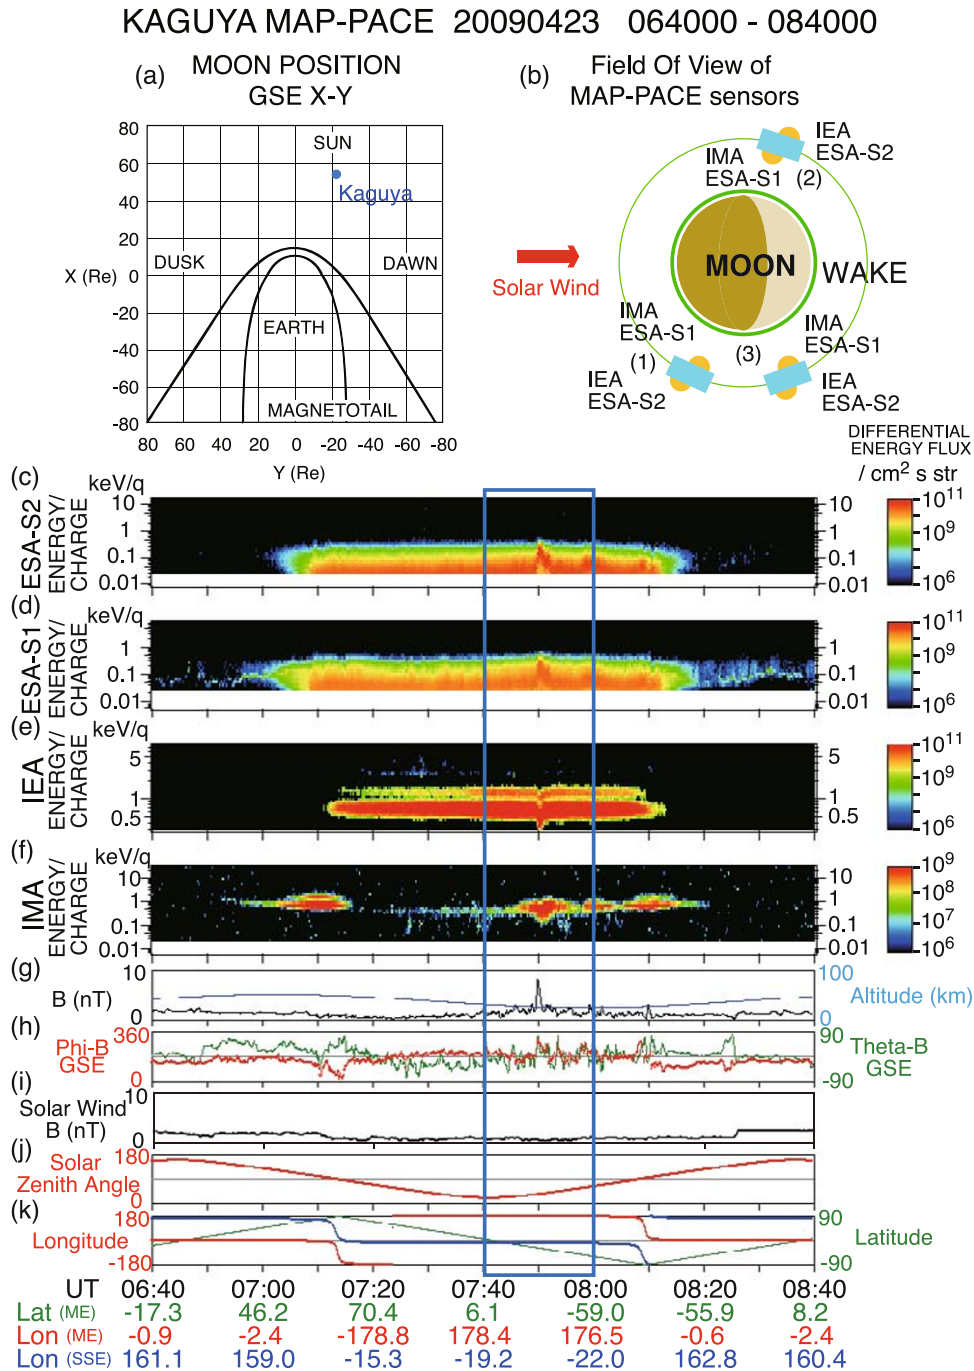 KAGUYA MAP-PACE 20090423 064000 - 084000
(a) MOON POSITION
GSE X-Y
80
60
40
20
0
-20
-40
-60
-80
X (Re)
SUN
Kaguya
DUSK
DAWN
EARTH
MAGNETOTAIL
80 60 40 20 0 -20 -40 -60 -80
Y (Re)
(b) Field Of View of
MAP-PACE sensors
IEA
ESA-S2
IMA
ESA-S1
(2)
Solar Wind
MOON
WAKE
IMA
ESA-S1
(1)
(3)
IMA
ESA-S1
IEA
ESA-S2
IEA
ESA-S2
DIFFERENTIAL
ENERGY FLUX
/ cm² s str
(c)
ESA-S2
ENERGY/
CHARGE
keV/q
10
1
0.1
0.01
10
1
0.1
0.01
10¹¹
10⁹
10⁶
(d)
ESA-S1
ENERGY/
CHARGE
keV/q
1
0.1
0.01
1
0.1
0.01
10¹¹
10⁹
10⁶
(e)
IEA
ENERGY/
CHARGE
keV/q
5
1
0.5
5
1
0.5
10¹¹
10⁹
10⁶
(f)
IMA
ENERGY/
CHARGE
keV/q
10
1
0.1
0.01
10
1
0.1
0.01
10⁹
10⁸
10⁷
10⁶
(g)
B (nT)
10
0
100
0
Altitude (km)
(h)
Phi-B
GSE
360
0
90
-90
Theta-B
GSE
(i)
Solar Wind
B (nT)
10
0
(j)
Solar
Zenith Angle
180
0
(k)
Longitude
180
-180
90
-90
Latitude
UT 06:40 07:00 07:20 07:40 08:00 08:20 08:40
Lat (ME) -17.3 46.2 70.4 6.1 -59.0 -55.9 8.2
Lon (ME) -0.9 -2.4 -178.8 178.4 176.5 -0.6 -2.4
Lon (SSE) 161.1 159.0 -15.3 -19.2 -22.0 162.8 160.4